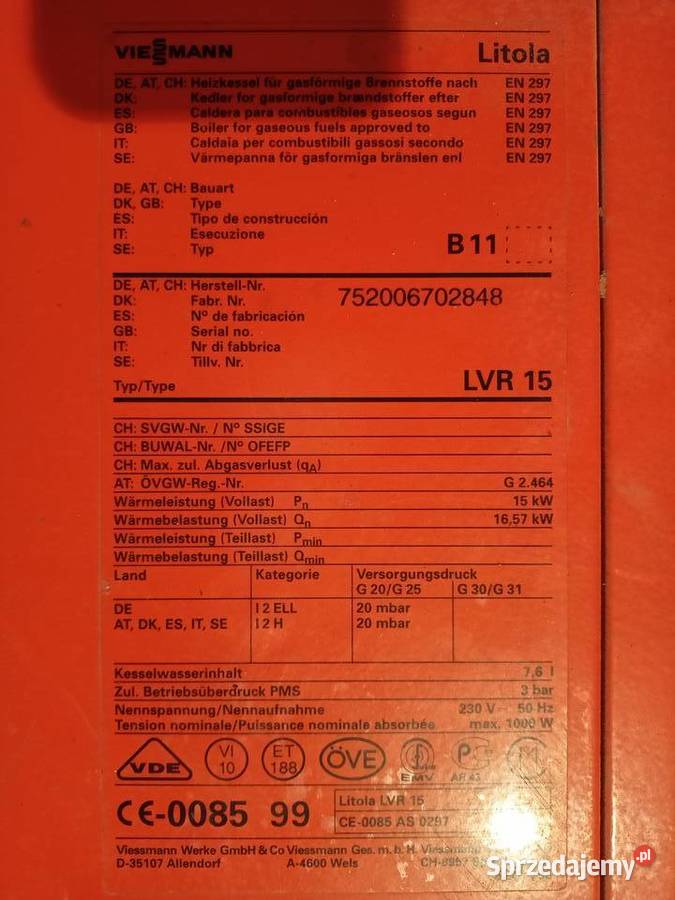 VIESSMANN Litola
DE, AT, CH: Heizkessel für gasförmige Brennstoffe nach EN 297
DK: Kedler for gasformige brændstoffer efter EN 297
ES: Caldera para combustibles gaseosos segun EN 297
GB: Boiler for gaseous fuels approved to EN 297
IT: Caldaia per combustibili gassosi secondo EN 297
SE: Värmepanna för gasformiga bränslen enl EN 297
DE, AT, CH: Bauart
DK, GB: Type
ES: Tipo de construcción
IT: Esecuzione
SE: Typ
B 11
DE, AT, CH: Herstell-Nr.
DK: Fabr. Nr.
ES: Nº de fabricación
GB: Serial no.
IT: Nr di fabbrica
SE: Tillv. Nr.
752006702848
Typ/Type LVR 15
CH: SVGW-Nr. / Nº SSIGE
CH: BUWAL-Nr. /Nº OFEFP
CH: Max. zul. Abgasverlust (qA)
AT: ÖVGW-Reg.-Nr. G 2.464
Wärmeleistung (Vollast) Pn 15 kW
Wärmebelastung (Vollast) Qn 16,57 kW
Wärmeleistung (Teillast) Pmin
Wärmebelastung (Teillast) Qmin
Land Kategorie Versorgungsdruck
G 20/G 25 G 30/G 31
DE I 2 ELL 20 mbar
AT, DK, ES, IT, SE I 2 H 20 mbar
Kesselwasserinhalt 7,6 l
Zul. Betriebsüberdruck PMS 3 bar
Nennspannung/Nennaufnahme 230 V~ 50 Hz
Tension nominale/Puissance nominale absorbée max. 1000 W
VDE VI 10 ET 188 ÖVE EMV AR 43
CE-0085 99
Litola LVR 15
CE-0085 AS 0297
Viessmann Werke GmbH & Co Viessmann Ges. m. b. H. Viessmann
D-35107 Allendorf A-4600 Wels
Sprzedajemy.pl